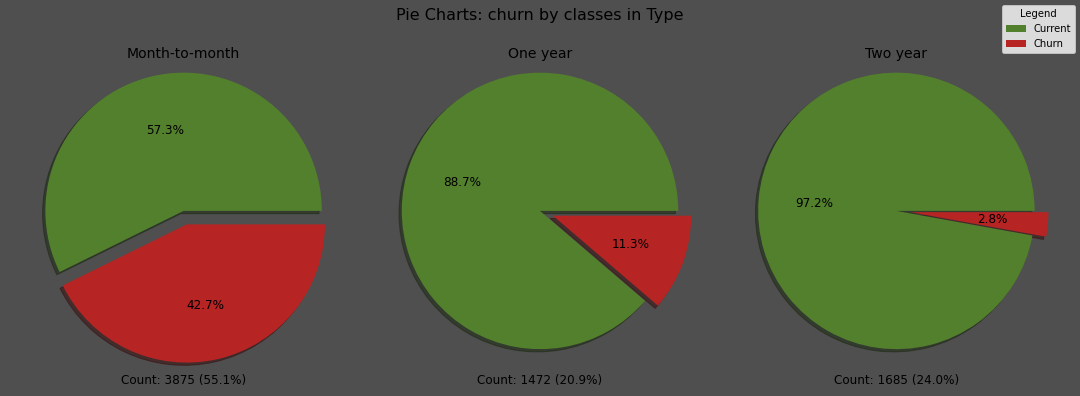 Pie Charts: churn by classes in Type
Legend
Current
Churn
Month-to-month
57.3%
42.7%
Count: 3875 (55.1%)
One year
88.7%
11.3%
Count: 1472 (20.9%)
Two year
97.2%
2.8%
Count: 1685 (24.0%)